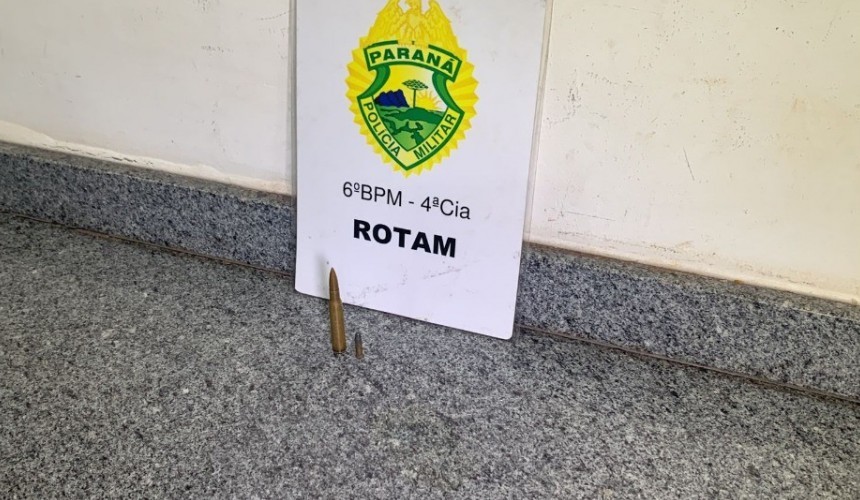 PARANÁ
POLÍCIA MILITAR
6ºBPM - 4ªCia
ROTAM